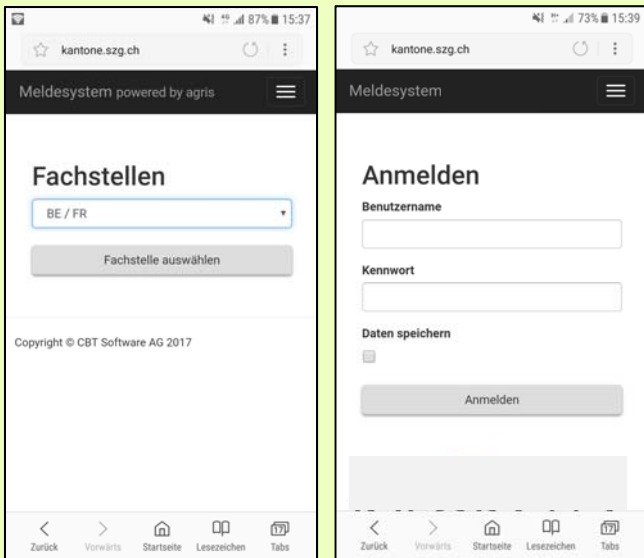 87% 15:37
kantone.szg.ch
Meldesystem powered by agris
Fachstellen
BE / FR
Fachstelle auswählen
Copyright © CBT Software AG 2017
Zurück Vorwärts Startseite Lesezeichen Tabs
17
73% 15:39
kantone.szg.ch
Meldesystem
Anmelden
Benutzername
Kennwort
Daten speichern
Anmelden
Zurück Vorwärts Startseite Lesezeichen Tabs
17